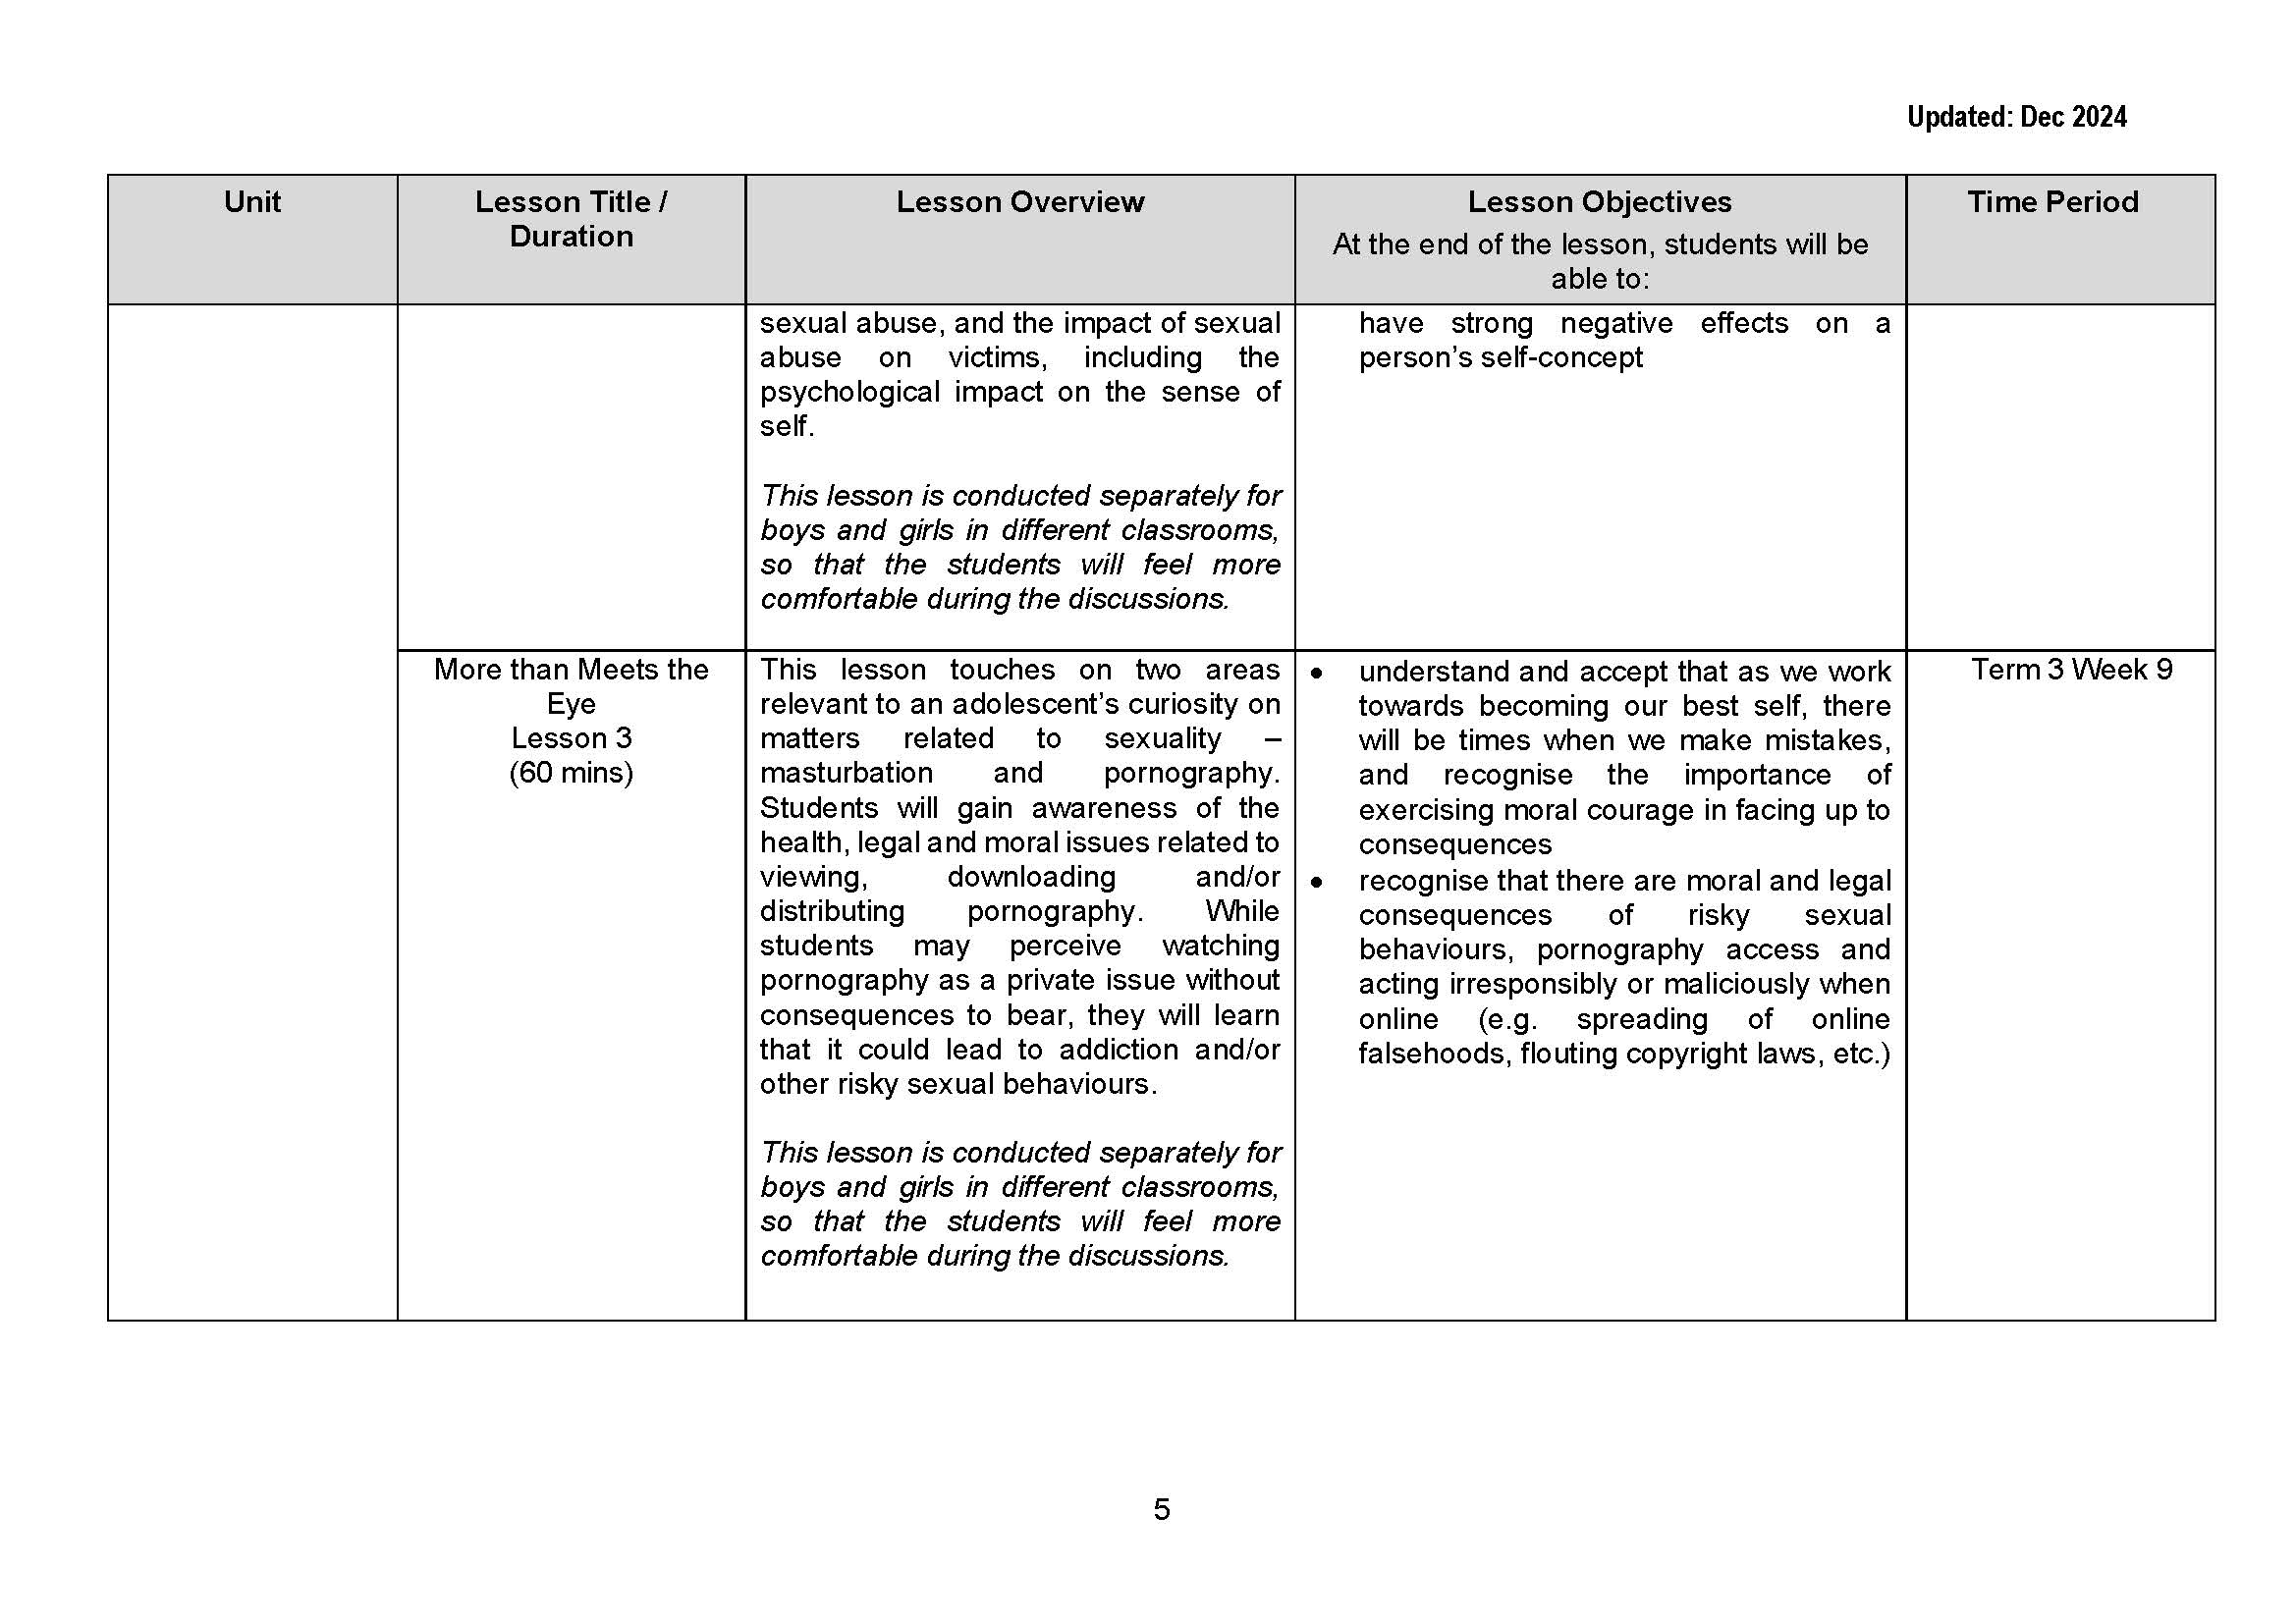 Updated: Dec 2024
Unit
Lesson Title /
Duration
Lesson Overview
Lesson Objectives
At the end of the lesson, students will be
able to:
Time Period
sexual abuse, and the impact of sexual
abuse on victims, including the
psychological impact on the sense of
self.
This lesson is conducted separately for
boys and girls in different classrooms,
so that the students will feel more
comfortable during the discussions.
have strong negative effects on a
person's self-concept
More than Meets the
Eye
Lesson 3
(60 mins)
This lesson touches on two areas
relevant to an adolescent's curiosity on
matters related to sexuality –
masturbation and pornography.
Students will gain awareness of the
health, legal and moral issues related to
viewing, downloading and/or
distributing pornography. While
students may perceive watching
pornography as a private issue without
consequences to bear, they will learn
that it could lead to addiction and/or
other risky sexual behaviours.
This lesson is conducted separately for
boys and girls in different classrooms,
so that the students will feel more
comfortable during the discussions.
• understand and accept that as we work
towards becoming our best self, there
will be times when we make mistakes,
and recognise the importance of
exercising moral courage in facing up to
consequences
• recognise that there are moral and legal
consequences of risky sexual
behaviours, pornography access and
acting irresponsibly or maliciously when
online (e.g. spreading of online
falsehoods, flouting copyright laws, etc.)
Term 3 Week 9
5